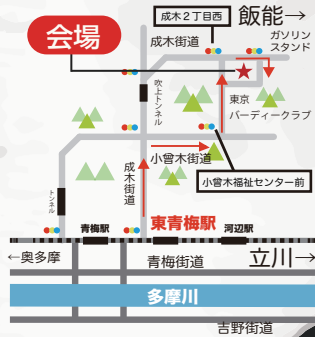 成木2丁目西
飯能→
会場
成木街道
ガソリン
スタンド
吹上トンネル
東京
バーディークラブ
小曾木街道
成木街道
小曾木福祉センター前
トンネル
青梅駅
東青梅駅
河辺駅
←奥多摩
青梅街道
立川→
多摩川
吉野街道